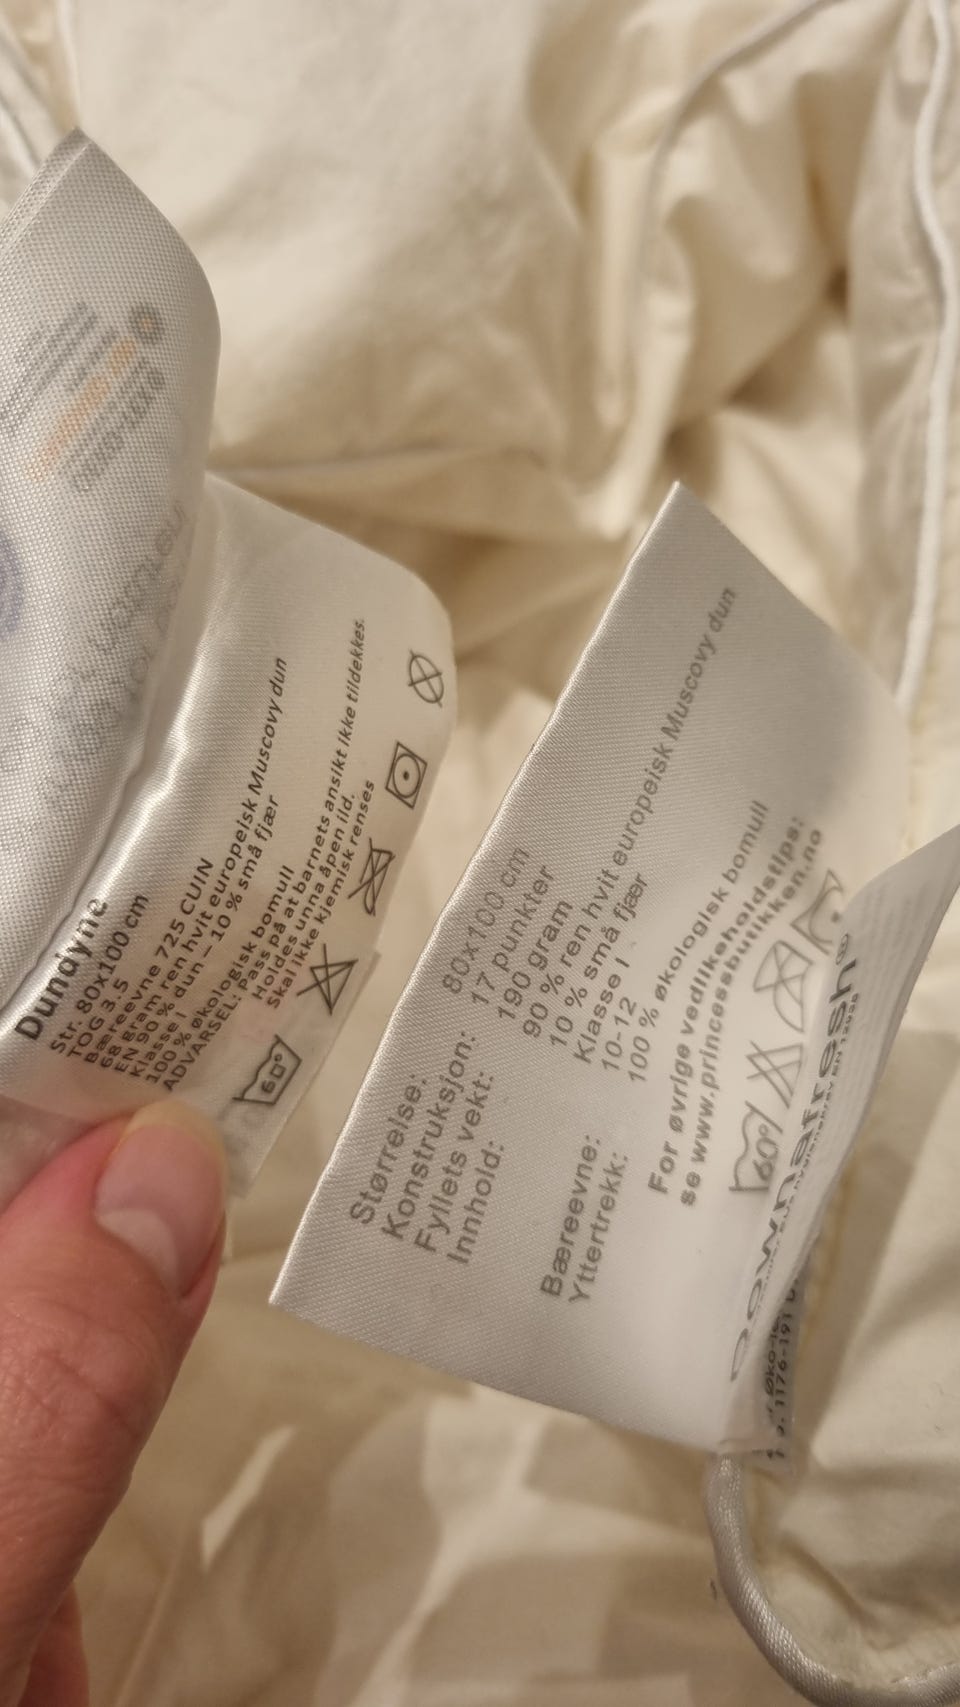 Dundyne
Str. 80x100 cm
TOG 3.5
Bæreevne 725 CUIN
68 gram ren hvit europeisk Muscovy dun
EN 90 % dun – 10 % små fjær
Klasse I
100 % økologisk bomull
ADVARSEL: Pass på at barnets ansikt ikke tildekkes.
Holdes unna åpen ild.
Skal ikke kjemisk renses
60°
Størrelse: 80x100 cm
Konstruksjon: 17 punkter
Fyllets vekt: 190 gram
Innhold: 90 % ren hvit europeisk Muscovy dun
10 % små fjær
Klasse I
Bæreevne: 10-12
Yttertrekk: 100 % økologisk bomull
For øvrige vedlikeholdstips:
se www.princessbutikken.no
60°
Downafresh®